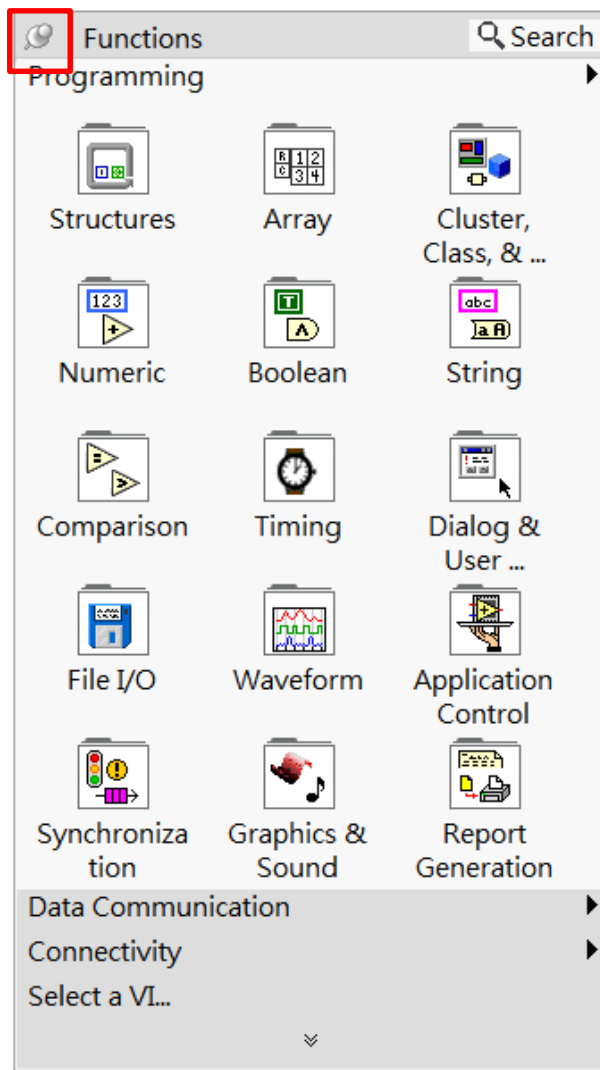 Functions Search
Programming
Structures Array Cluster,
Class, & ...
Numeric Boolean String
Comparison Timing Dialog &
User ...
File I/O Waveform Application
Control
Synchroniza Graphics & Report
tion Sound Generation
Data Communication
Connectivity
Select a VI...